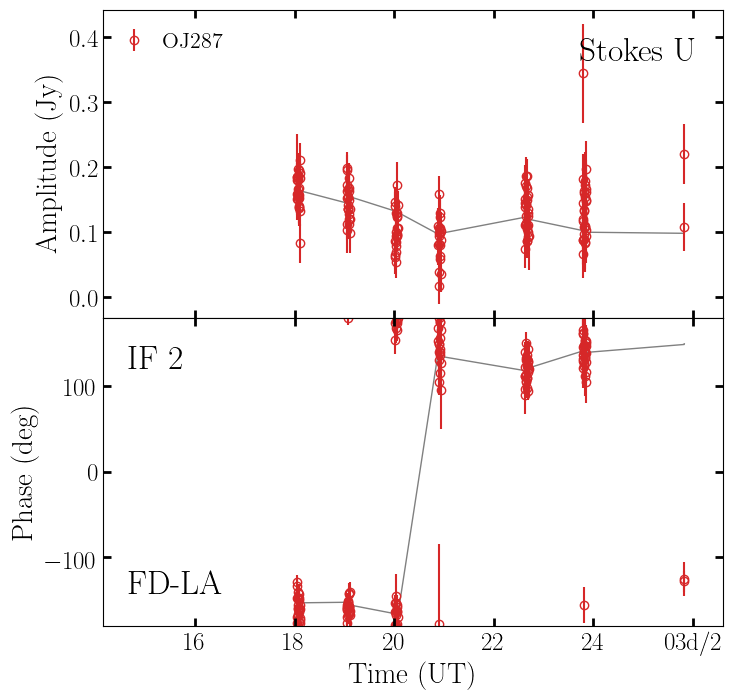 OJ287
Stokes U
Amplitude (Jy)
0.4
0.3
0.2
0.1
0.0
IF 2
FD-LA
Phase (deg)
100
0
−100
16 18 20 22 24 03d/2
Time (UT)